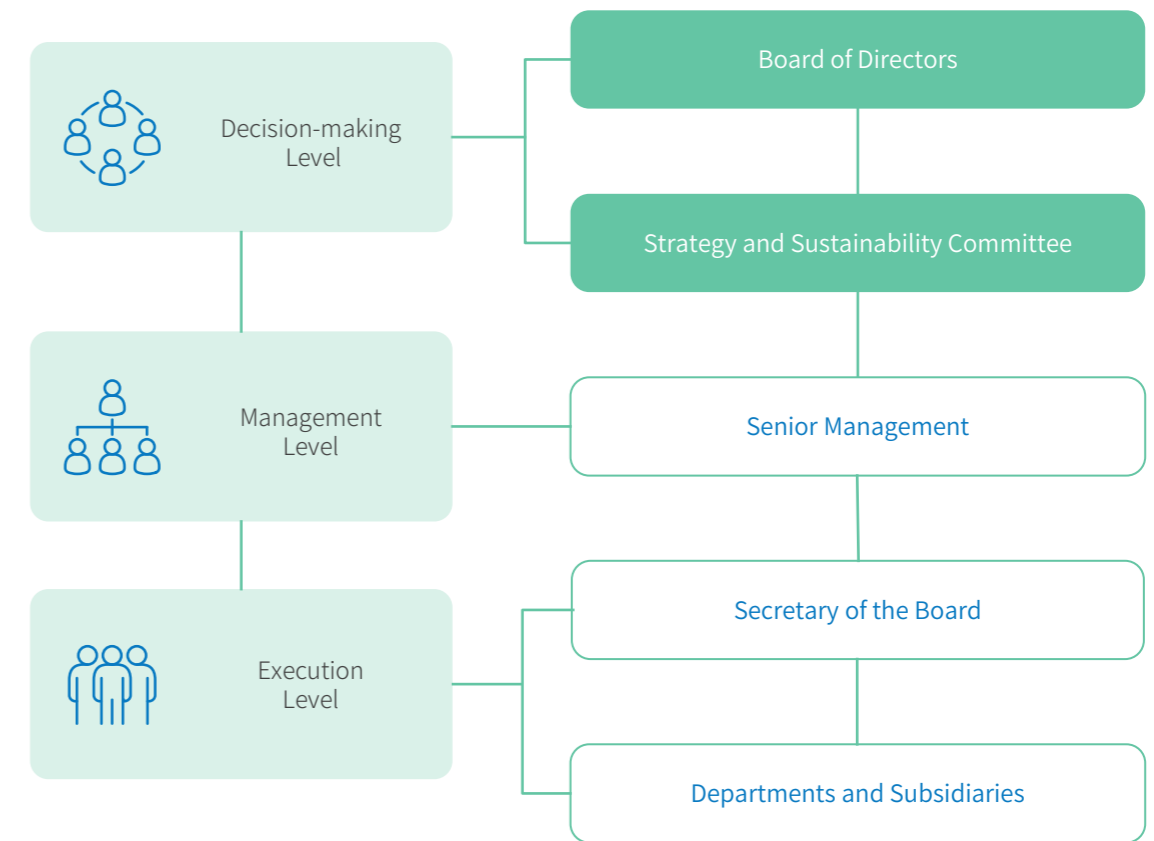 Decision-making
Level
Board of Directors
Strategy and Sustainability Committee
Management
Level
Senior Management
Execution
Level
Secretary of the Board
Departments and Subsidiaries